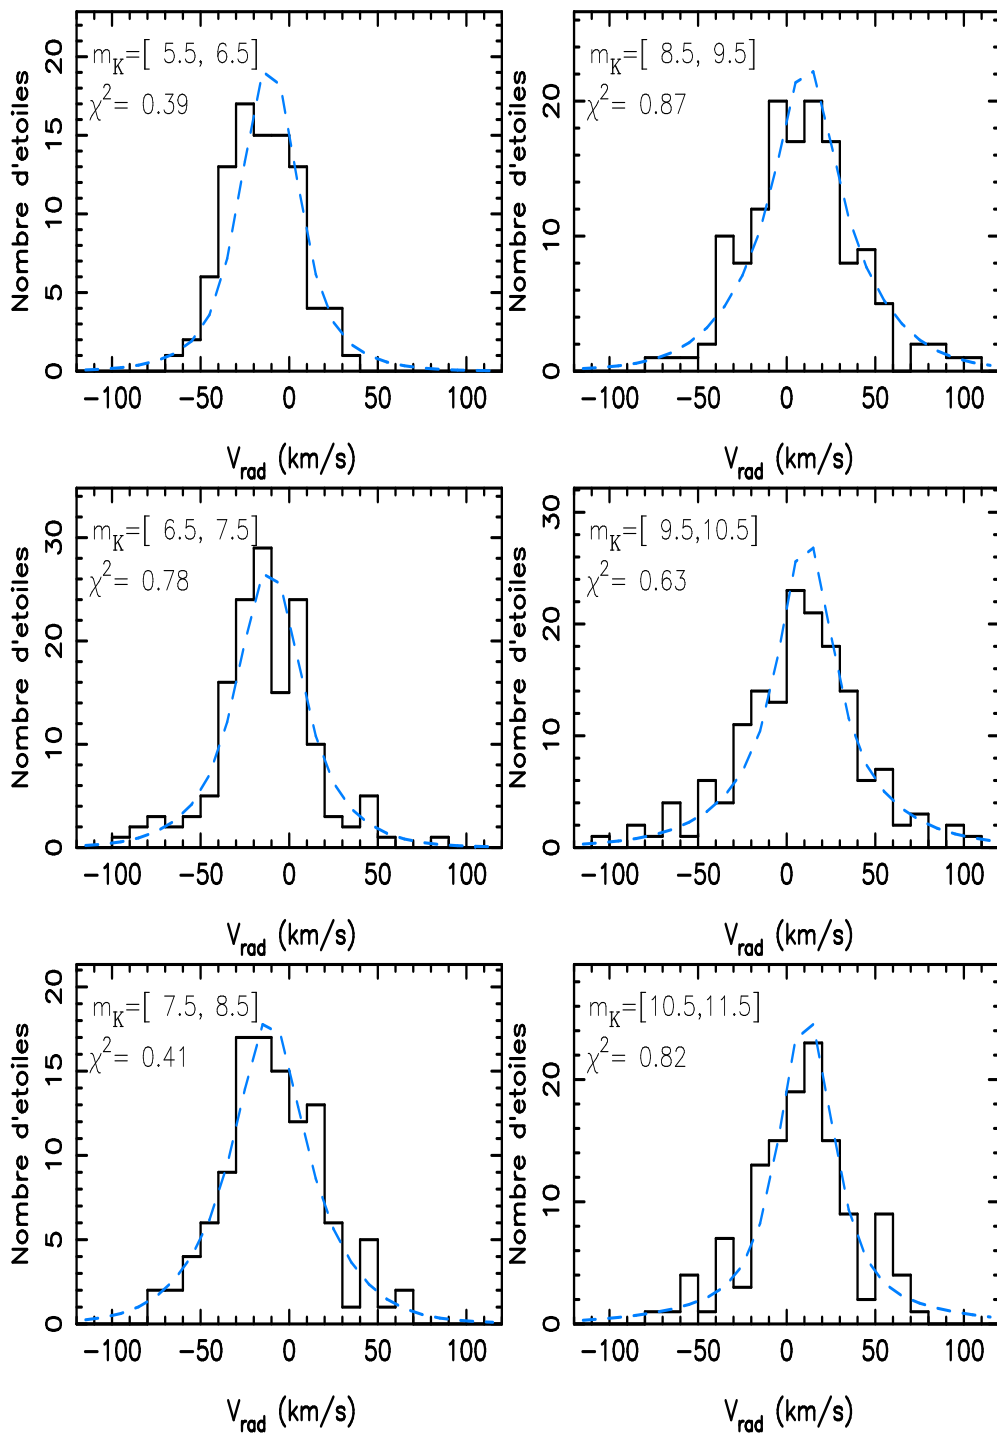 m_K=[ 5.5, 6.5]
χ²= 0.39
Nombre d'etoiles
0 5 10 15 20
−100 −50 0 50 100
V_rad (km/s)
m_K=[ 8.5, 9.5]
χ²= 0.87
Nombre d'etoiles
0 10 20
−100 −50 0 50 100
V_rad (km/s)
m_K=[ 6.5, 7.5]
χ²= 0.78
Nombre d'etoiles
0 10 20 30
−100 −50 0 50 100
V_rad (km/s)
m_K=[ 9.5,10.5]
χ²= 0.63
Nombre d'etoiles
0 10 20 30
−100 −50 0 50 100
V_rad (km/s)
m_K=[ 7.5, 8.5]
χ²= 0.41
Nombre d'etoiles
0 5 10 15 20
−100 −50 0 50 100
V_rad (km/s)
m_K=[10.5,11.5]
χ²= 0.82
Nombre d'etoiles
0 10 20
−100 −50 0 50 100
V_rad (km/s)